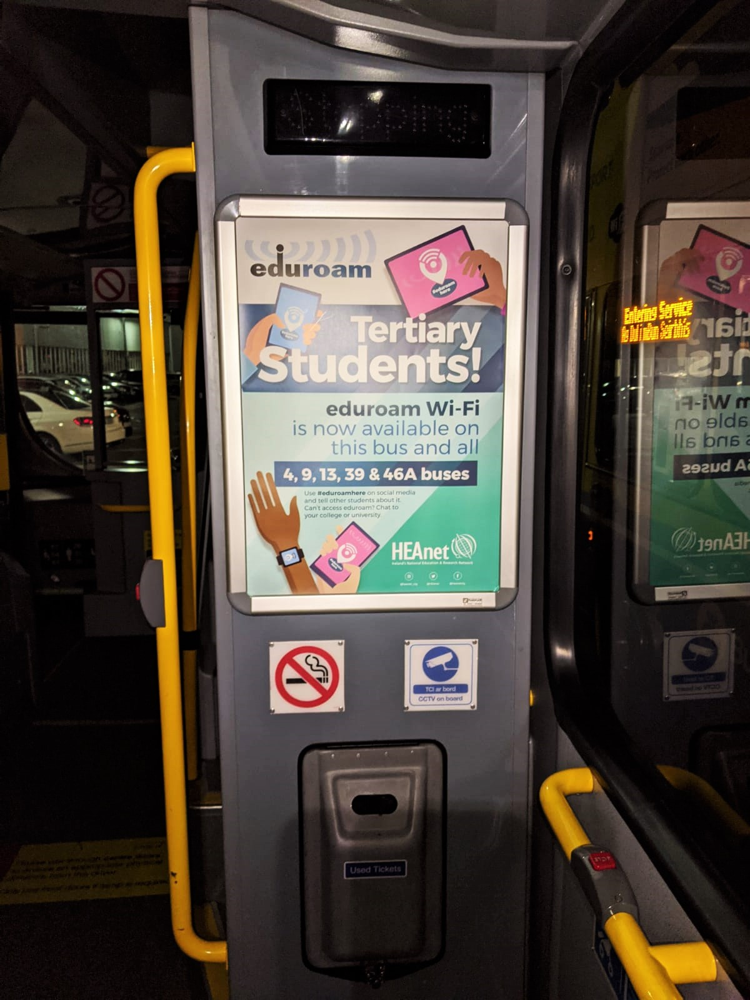 eduroam
#eduroam
here
Tertiary
Students!
eduroam Wi-Fi
is now available on
this bus and all
4, 9, 13, 39 & 46A buses
Use #eduroamhere on social media
and tell other students about it.
Can't access eduroam? Chat to
your college or university.
HEAnet
Ireland's National Education & Research Network
TCI ar bord
CCTV on board
Used Tickets
Entering Service
STOP